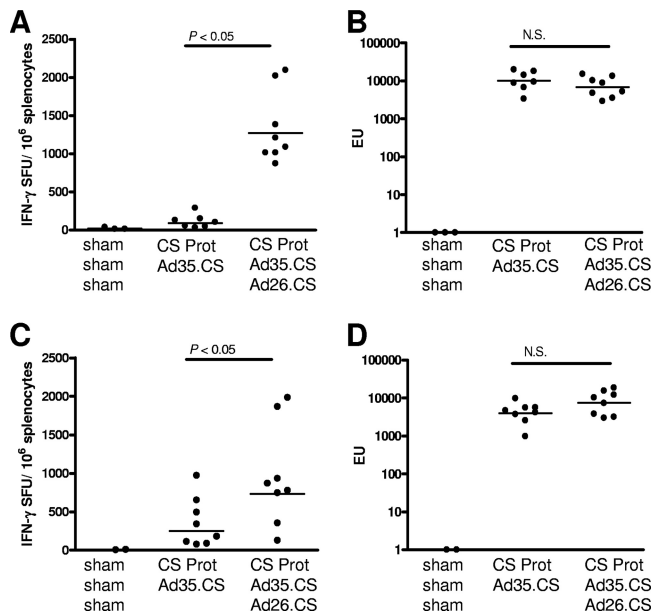 A
P < 0.05
IFN-γ SFU/ 10⁶ splenocytes
2500
2000
1500
1000
500
0
sham CS Prot CS Prot
sham Ad35.CS Ad35.CS
sham Ad26.CS
B
N.S.
EU
100000
10000
1000
100
10
1
sham CS Prot CS Prot
sham Ad35.CS Ad35.CS
sham Ad26.CS
C
P < 0.05
IFN-γ SFU/ 10⁶ splenocytes
2500
2000
1500
1000
500
0
sham CS Prot CS Prot
sham Ad35.CS Ad35.CS
sham Ad26.CS
D
N.S.
EU
100000
10000
1000
100
10
1
sham CS Prot CS Prot
sham Ad35.CS Ad35.CS
sham Ad26.CS